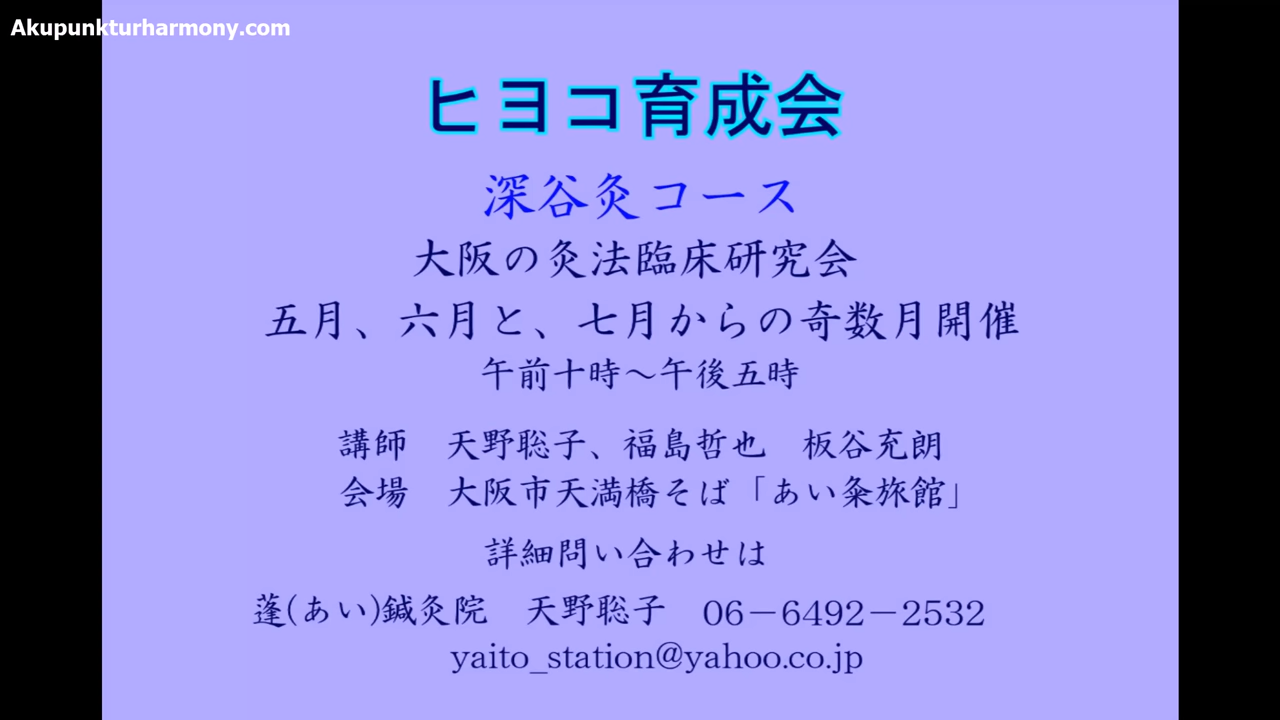 Akupunkturharmony.com
ヒヨコ育成会
深谷灸コース
大阪の灸法臨床研究会
五月、六月と、七月からの奇数月開催
午前十時～午後五時
講師　天野聡子、福島哲也　板谷充朗
会場　大阪市天満橋そば「あい粂旅館」
詳細問い合わせは
蓬(あい)鍼灸院　天野聡子　06－6492－2532
yaito_station@yahoo.co.jp